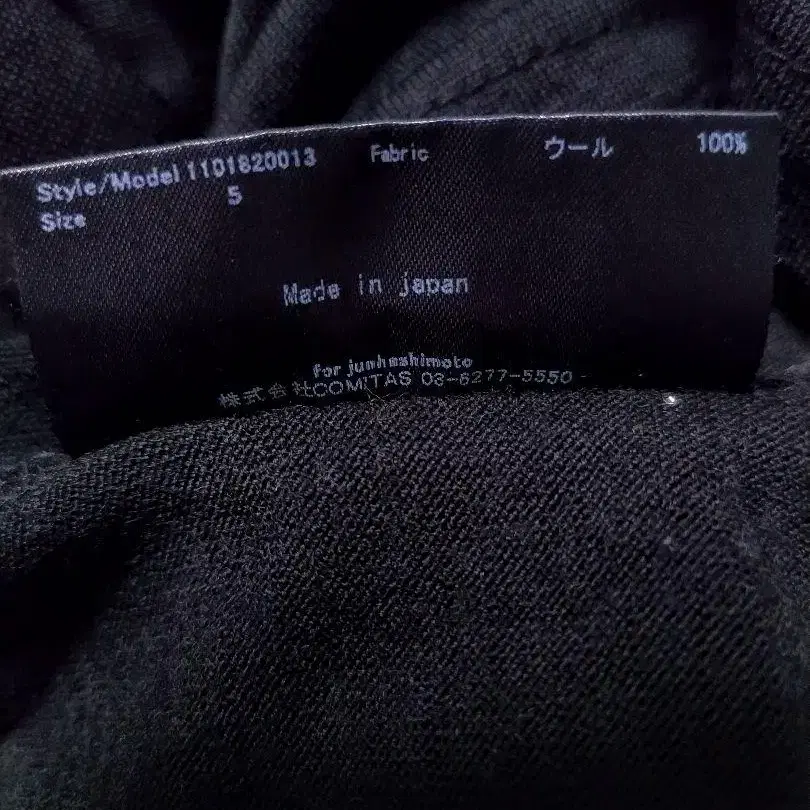 Style/Model 1101820013 Fabric ウール 100%
Size 5
Made in japan
for junhashimoto
株式会社COMITAS 03-6277-5550